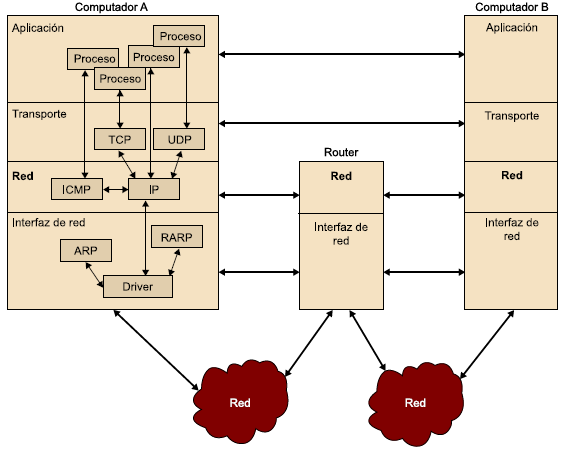 Computador A
Computador B
Aplicación
Proceso
Proceso
Proceso
Proceso
Aplicación
Transporte
TCP
UDP
Transporte
Router
Red
ICMP
IP
Red
Red
Interfaz de red
ARP
RARP
Driver
Interfaz de
red
Interfaz de
red
Red
Red